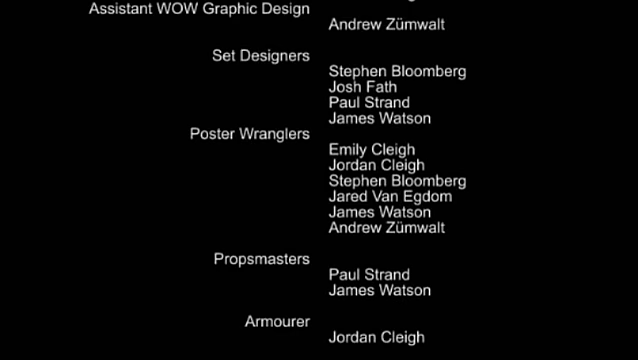 Assistant WOW Graphic Design
Andrew Zümwalt
Set Designers
Stephen Bloomberg
Josh Fath
Paul Strand
James Watson
Poster Wranglers
Emily Cleigh
Jordan Cleigh
Stephen Bloomberg
Jared Van Egdom
James Watson
Andrew Zümwalt
Propsmasters
Paul Strand
James Watson
Armourer
Jordan Cleigh